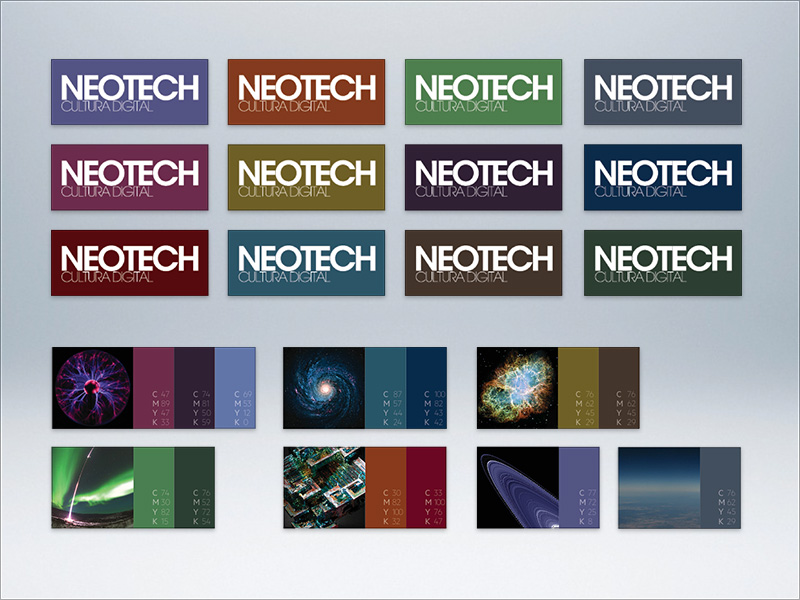 NEOTECH
CULTURA DIGITAL
NEOTECH
CULTURA DIGITAL
NEOTECH
CULTURA DIGITAL
NEOTECH
CULTURA DIGITAL
NEOTECH
CULTURA DIGITAL
NEOTECH
CULTURA DIGITAL
NEOTECH
CULTURA DIGITAL
NEOTECH
CULTURA DIGITAL
NEOTECH
CULTURA DIGITAL
NEOTECH
CULTURA DIGITAL
NEOTECH
CULTURA DIGITAL
NEOTECH
CULTURA DIGITAL
C 47
M 89
Y 47
K 33
C 74
M 81
Y 50
K 59
C 69
M 53
Y 12
K 0
C 87
M 57
Y 44
K 24
C 100
M 82
Y 43
K 42
C 76
M 62
Y 45
K 29
C 76
M 62
Y 45
K 29
C 74
M 30
Y 82
K 15
C 76
M 52
Y 72
K 54
C 30
M 82
Y 100
K 32
C 33
M 100
Y 76
K 47
C 77
M 72
Y 25
K 8
C 76
M 62
Y 45
K 29